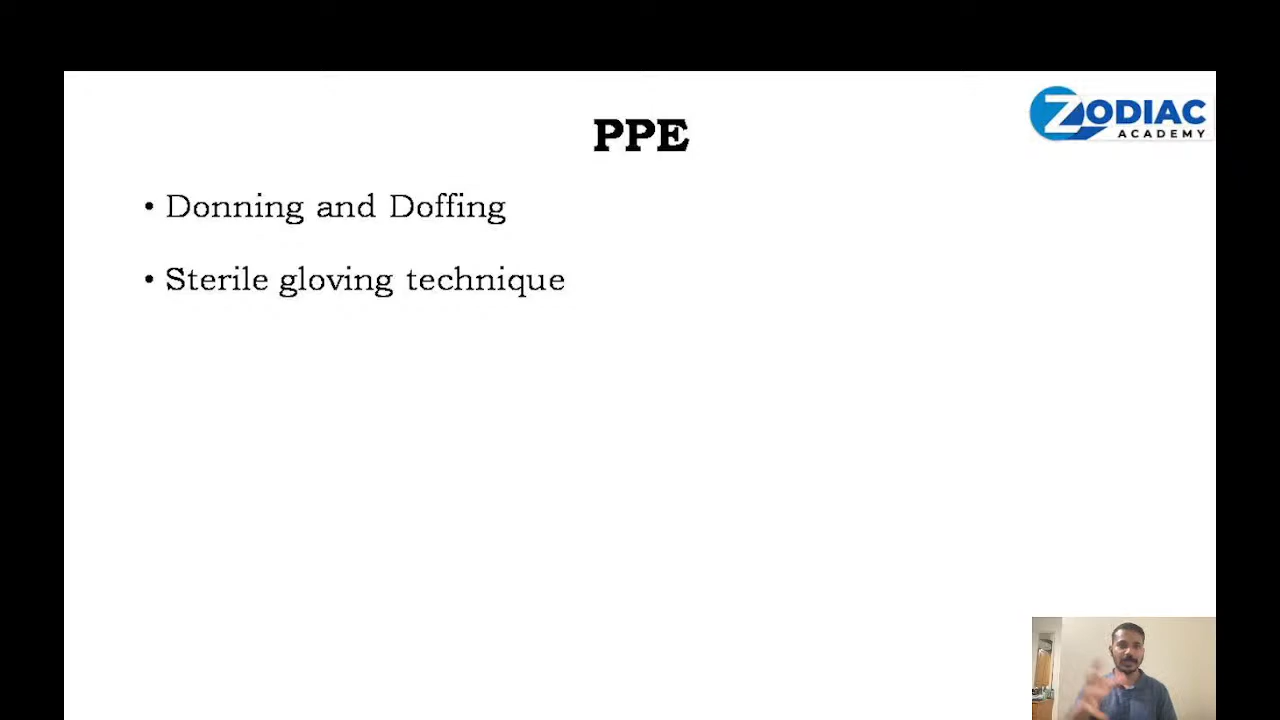 ZODIAC
ACADEMY
PPE
• Donning and Doffing
• Sterile gloving technique